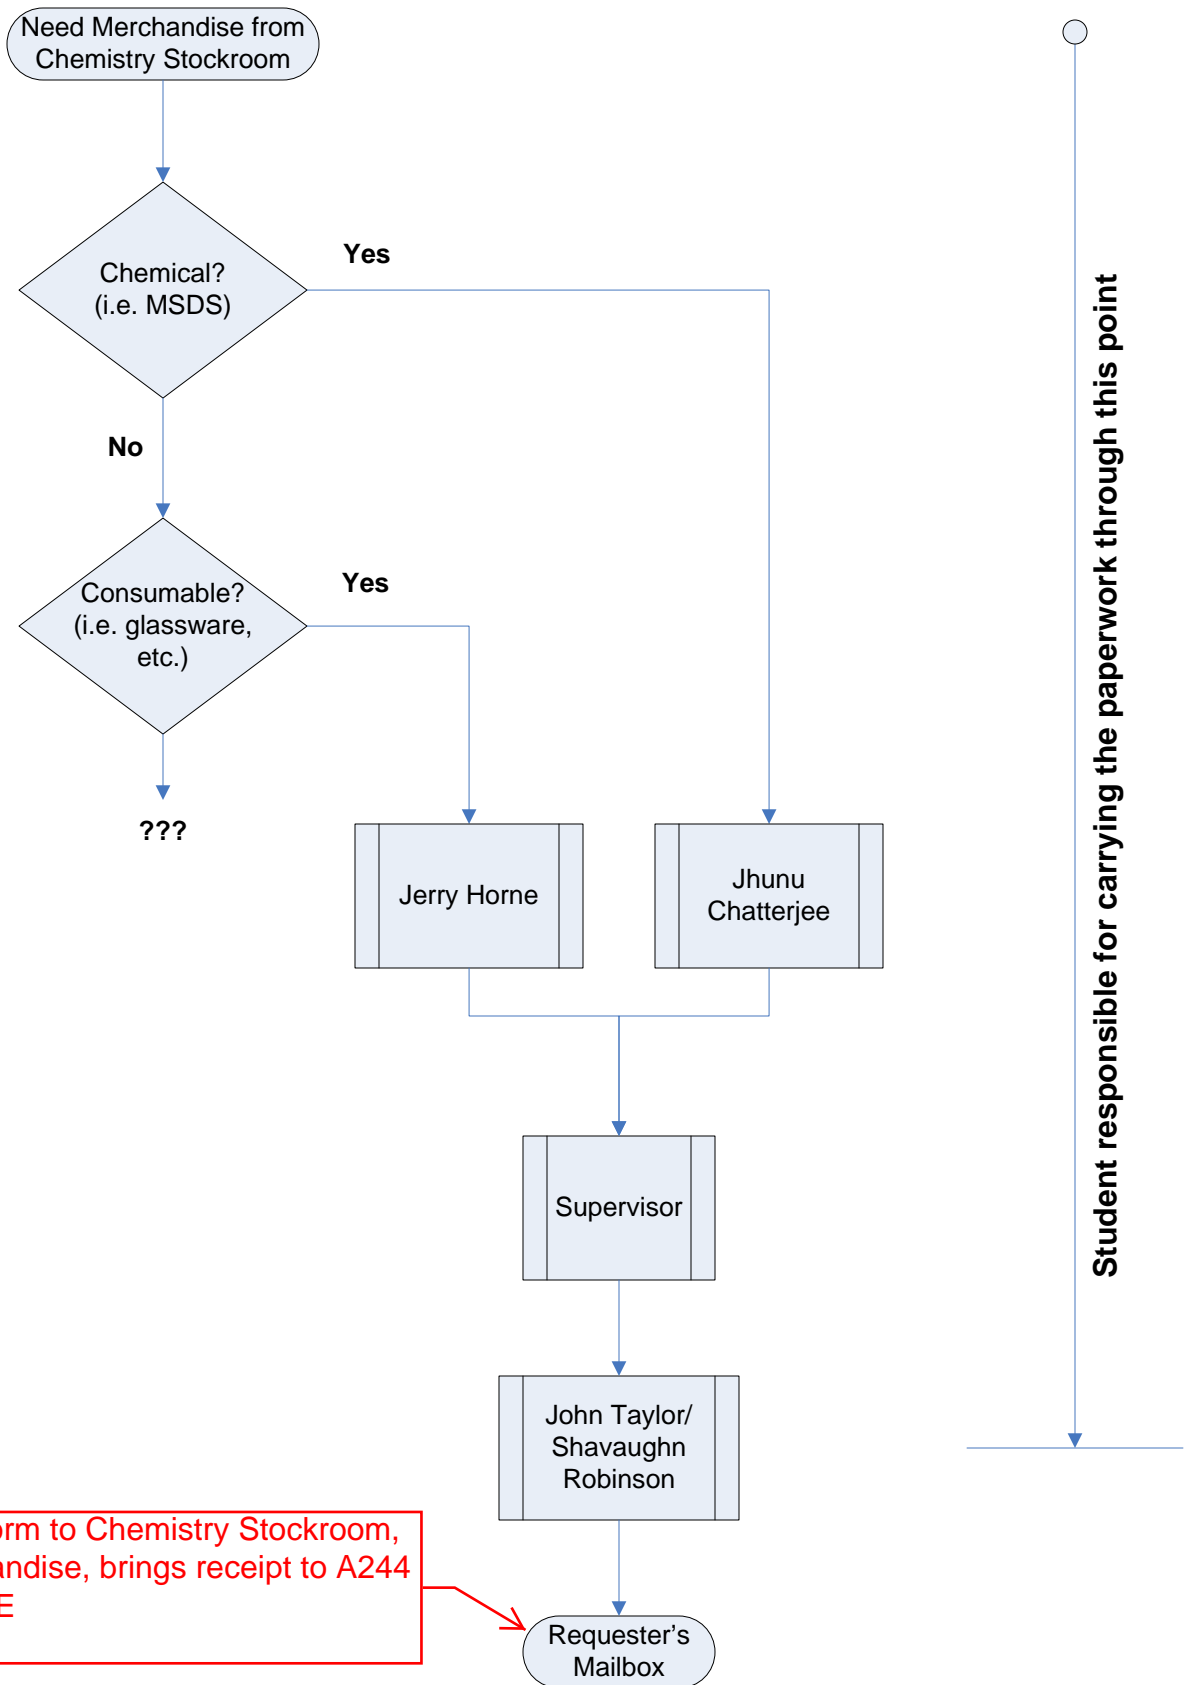 Need Merchandise from
Chemistry Stockroom
Chemical?
(i.e. MSDS)
Yes
No
Consumable?
(i.e. glassware,
etc.)
Yes
???
Jerry Horne
Jhunu
Chatterjee
Supervisor
John Taylor/
Shavaughn
Robinson
to Chemistry Stockroom,
brings receipt to A244
Requester's
Mailbox
Student responsible for carrying the paperwork through this point